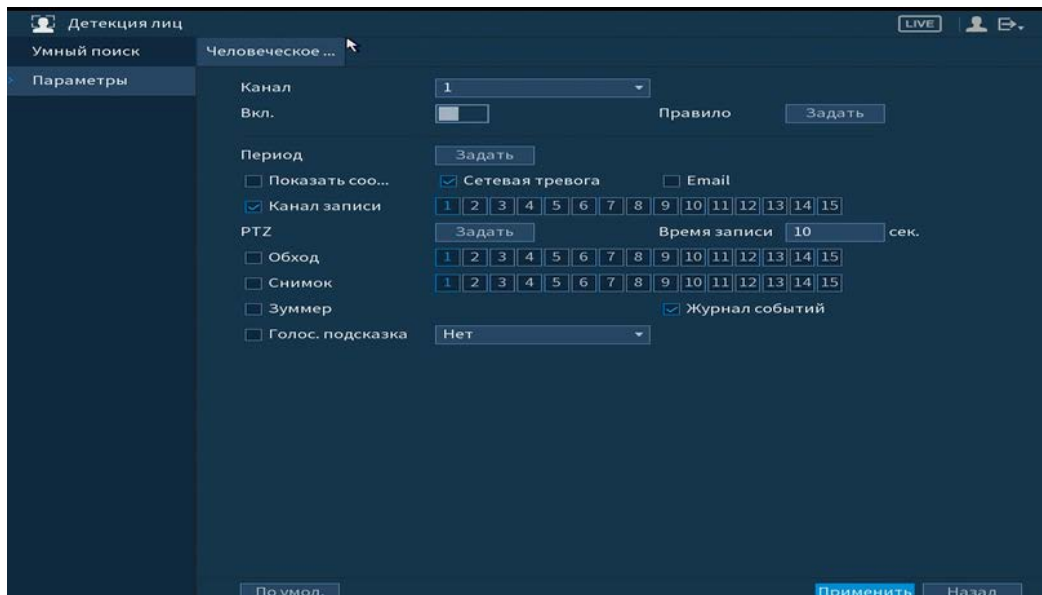 Детекция лиц LIVE
Умный поиск Человеческое ...
Параметры
Канал 1
Вкл. Правило Задать
Период Задать
Показать соо... Сетевая тревога Email
Канал записи 1 2 3 4 5 6 7 8 9 10 11 12 13 14 15
PTZ Задать Время записи 10 сек.
Обход 1 2 3 4 5 6 7 8 9 10 11 12 13 14 15
Снимок 1 2 3 4 5 6 7 8 9 10 11 12 13 14 15
Зуммер Журнал событий
Голос. подсказка Нет
По умол. Применить Назад